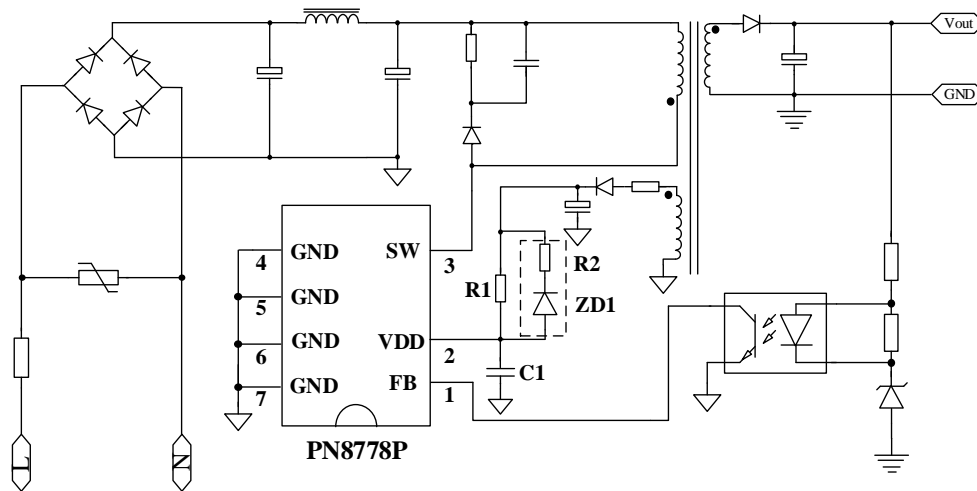 Vout
GND
4 GND SW 3
5 GND
6 GND VDD 2
7 GND FB 1
R1
R2
ZD1
C1
PN8778P
L
N